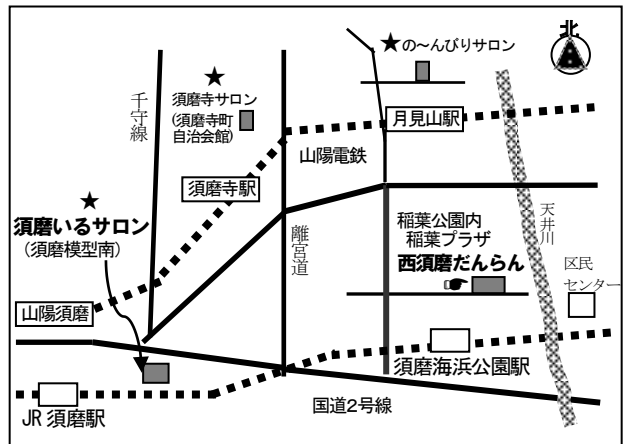 北
★の~んびりサロン
★
須磨寺サロン
(須磨寺町
自治会館)
千守線
月見山駅
山陽電鉄
須磨寺駅
★
須磨いるサロン
(須磨模型南)
離宮道
稲葉公園内
稲葉プラザ
西須磨だんらん
☛
天井川
区民
センター
山陽須磨
須磨海浜公園駅
JR 須磨駅
国道2号線